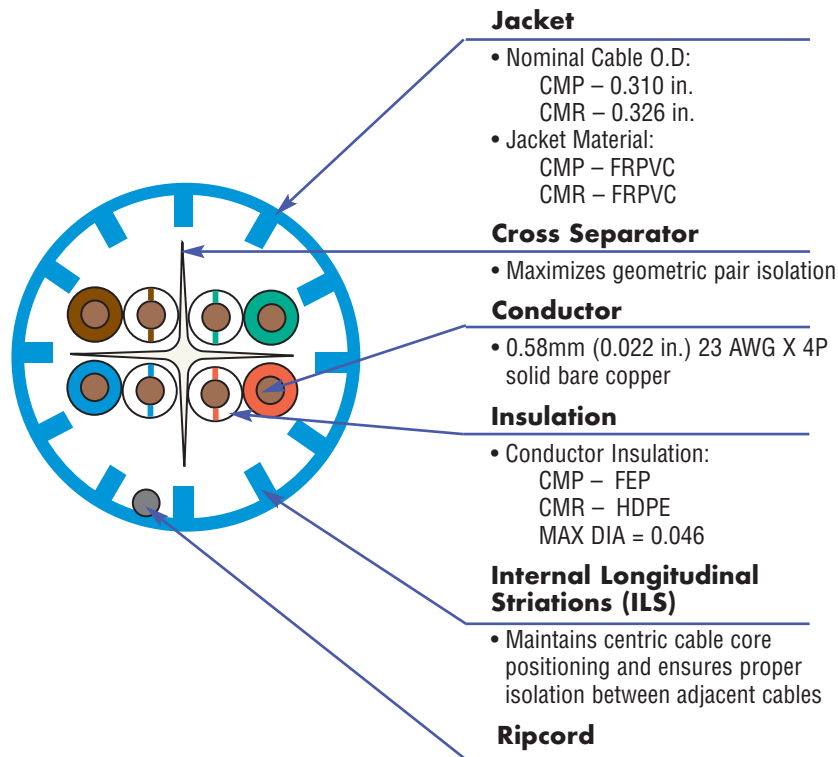 Jacket
• Nominal Cable O.D:
CMP – 0.310 in.
CMR – 0.326 in.
• Jacket Material:
CMP – FRPVC
CMR – FRPVC
Cross Separator
• Maximizes geometric pair isolation
Conductor
• 0.58mm (0.022 in.) 23 AWG X 4P
solid bare copper
Insulation
• Conductor Insulation:
CMP – FEP
CMR – HDPE
MAX DIA = 0.046
Internal Longitudinal
Striations (ILS)
• Maintains centric cable core
positioning and ensures proper
isolation between adjacent cables
Ripcord